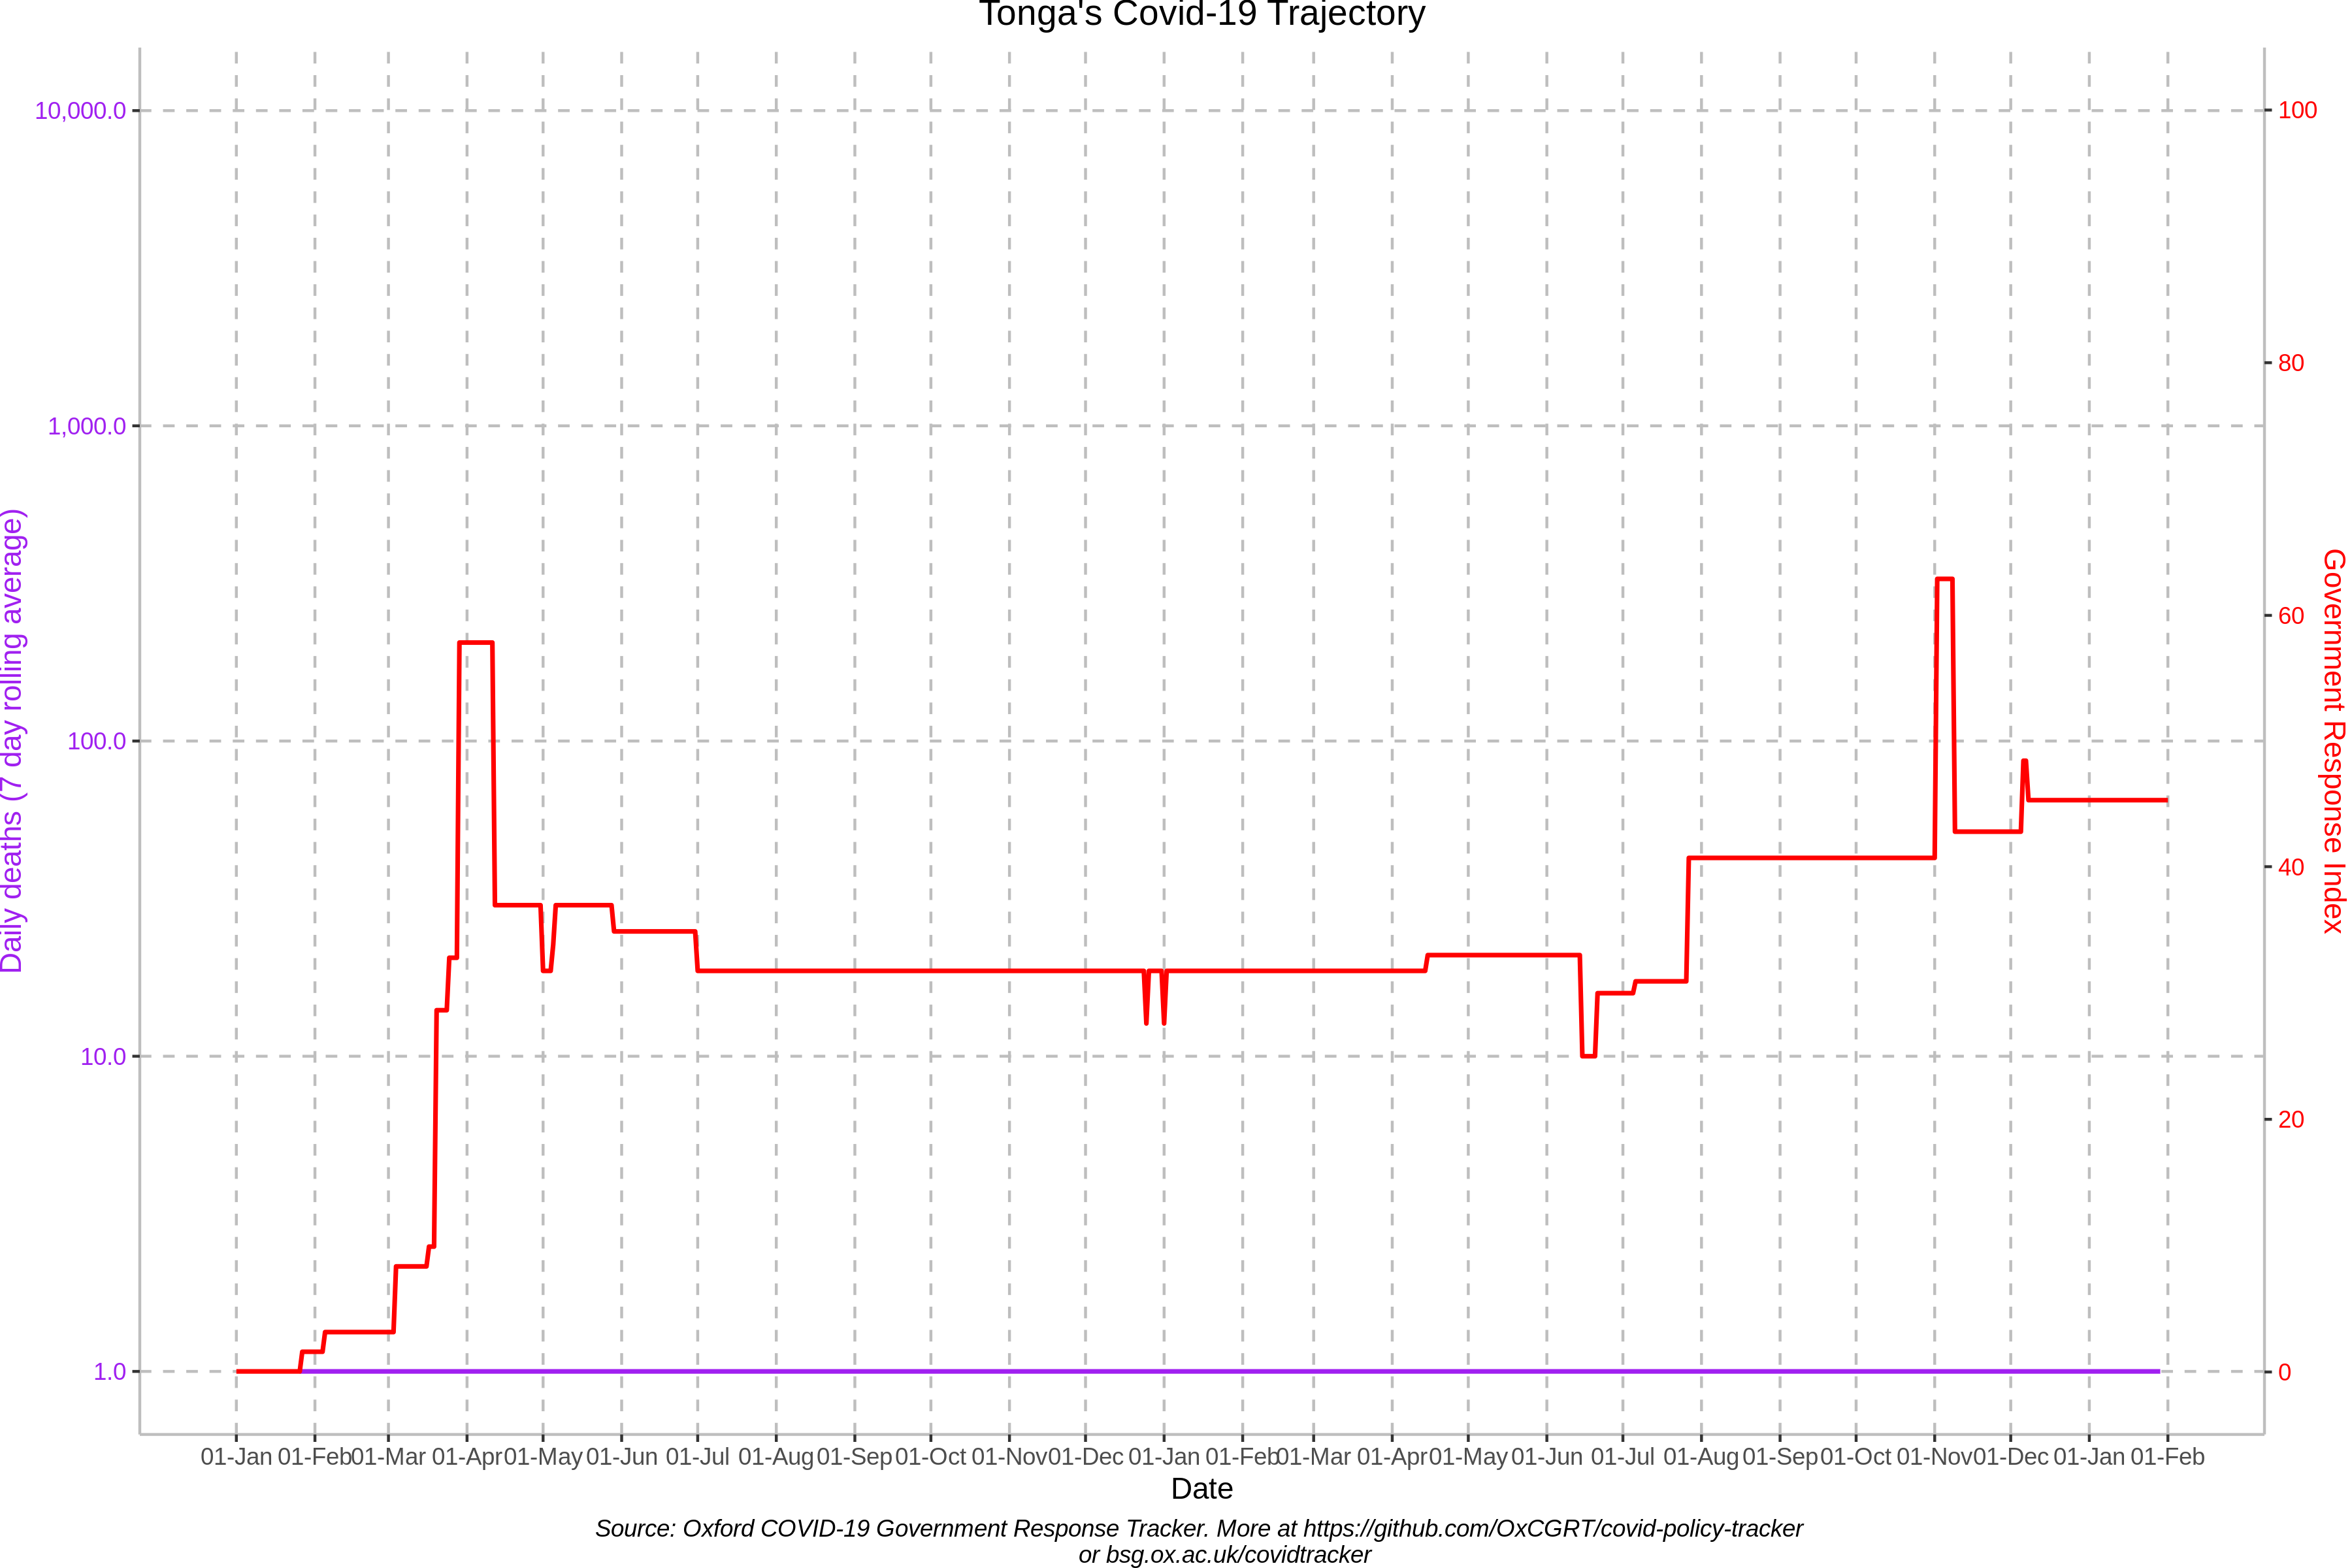 Tonga's Covid-19 Trajectory
10,000.0
1,000.0
100.0
10.0
1.0
Daily deaths (7 day rolling average)
100
80
60
40
20
0
Government Response Index
01-Jan 01-Feb 01-Mar 01-Apr 01-May 01-Jun 01-Jul 01-Aug 01-Sep 01-Oct 01-Nov 01-Dec 01-Jan 01-Feb 01-Mar 01-Apr 01-May 01-Jun 01-Jul 01-Aug 01-Sep 01-Oct 01-Nov 01-Dec 01-Jan 01-Feb
Date
Source: Oxford COVID-19 Government Response Tracker. More at https://github.com/OxCGRT/covid-policy-tracker
or bsg.ox.ac.uk/covidtracker